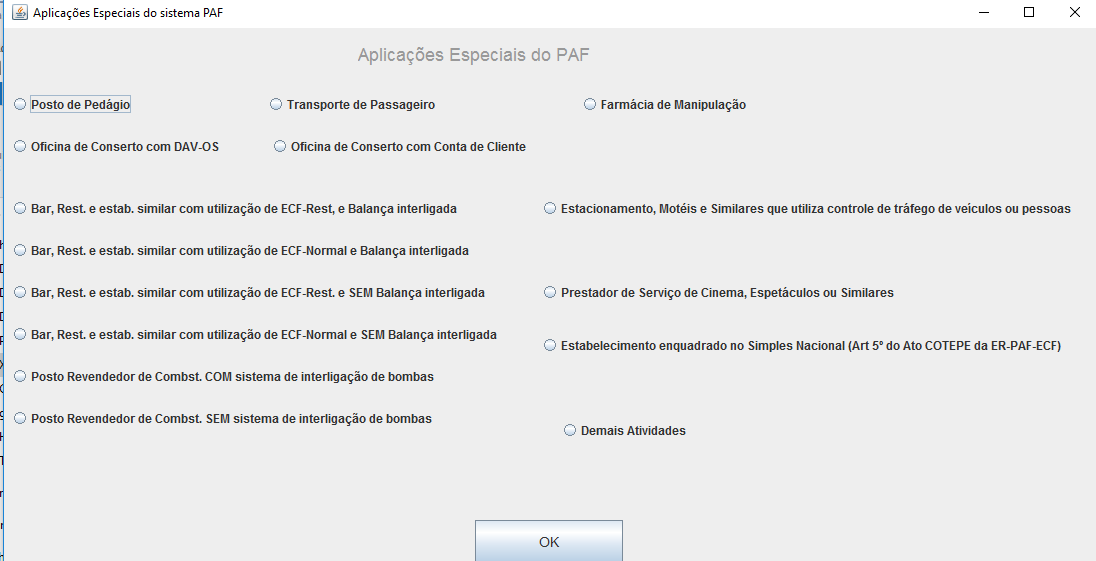 Aplicações Especiais do sistema PAF
Aplicações Especiais do PAF
Posto de Pedágio
Transporte de Passageiro
Farmácia de Manipulação
Oficina de Conserto com DAV-OS
Oficina de Conserto com Conta de Cliente
Bar, Rest. e estab. similar com utilização de ECF-Rest, e Balança interligada
Estacionamento, Motéis e Similares que utiliza controle de tráfego de veículos ou pessoas
Bar, Rest. e estab. similar com utilização de ECF-Normal e Balança interligada
Bar, Rest. e estab. similar com utilização de ECF-Rest. e SEM Balança interligada
Prestador de Serviço de Cinema, Espetáculos ou Similares
Bar, Rest. e estab. similar com utilização de ECF-Normal e SEM Balança interligada
Estabelecimento enquadrado no Simples Nacional (Art 5º do Ato COTEPE da ER-PAF-ECF)
Posto Revendedor de Combst. COM sistema de interligação de bombas
Posto Revendedor de Combst. SEM sistema de interligação de bombas
Demais Atividades
OK